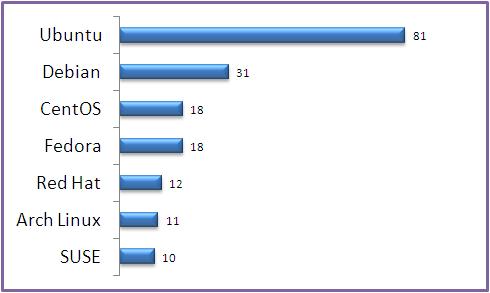 Ubuntu 81
Debian 31
CentOS 18
Fedora 18
Red Hat 12
Arch Linux 11
SUSE 10